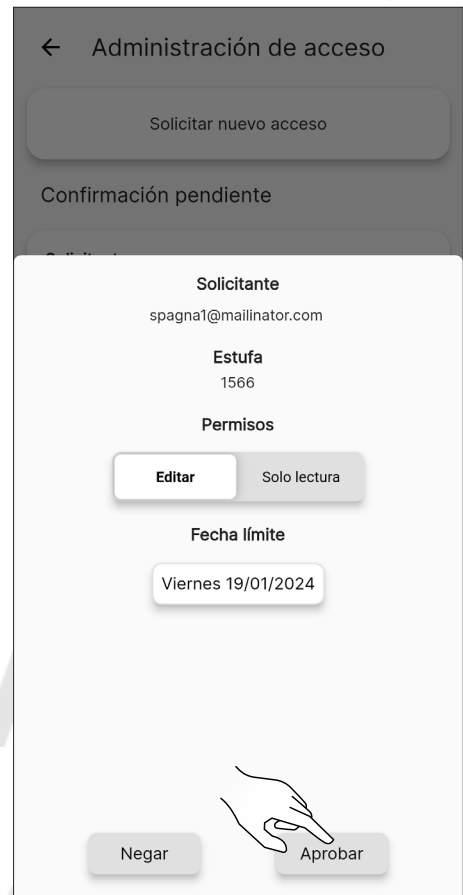 Administración de acceso
Solicitar nuevo acceso
Confirmación pendiente
Solicitante
spagna1@mailinator.com
Estufa
1566
Permisos
Editar Solo lectura
Fecha límite
Viernes 19/01/2024
Negar Aprobar